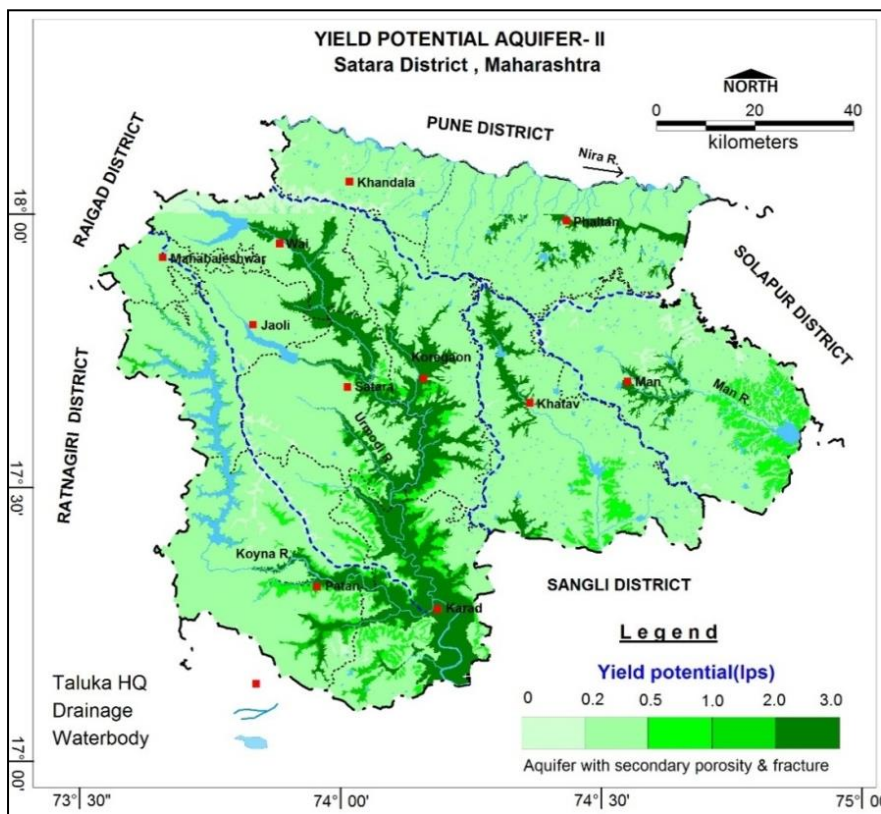 YIELD POTENTIAL AQUIFER- II
Satara District , Maharashtra
NORTH
0 20 40
kilometers
PUNE DISTRICT
Nira R.
RAIGAD DISTRICT
Khandala
18°00'
Phaltan
Wai
Mahabaleshwar
SOLAPUR DISTRICT
Jaoli
Koregaon
Man
Satara
Man R.
Khatav
RATNAGIRI DISTRICT
Urmodi R.
17°30'
Koyna R.
SANGLI DISTRICT
Patan
Karad
Legend
Yield potential(lps)
Taluka HQ
0 0.2 0.5 1.0 2.0 3.0
Drainage
Waterbody
Aquifer with secondary porosity & fracture
17°00'
73°30' 74°00' 74°30' 75°00